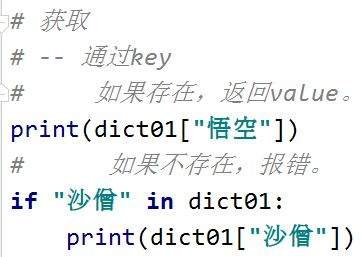 # 获取
# -- 通过key
#      如果存在，返回value。
print(dict01["悟空"])
#      如果不存在，报错。
if "沙僧" in dict01:
    print(dict01["沙僧"])